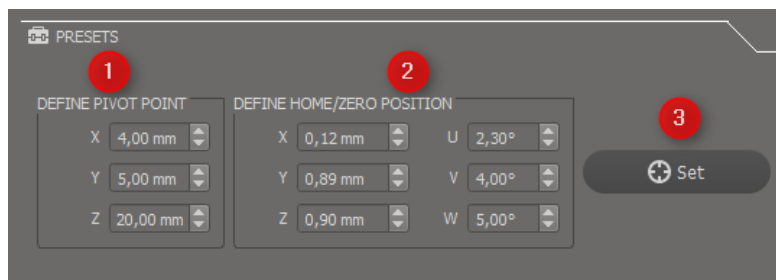 PRESETS
1
2
DEFINE PIVOT POINT DEFINE HOME/ZERO POSITION
3
X 4,00 mm X 0,12 mm U 2,30°
Y 5,00 mm Y 0,89 mm V 4,00° Set
Z 20,00 mm Z 0,90 mm W 5,00°